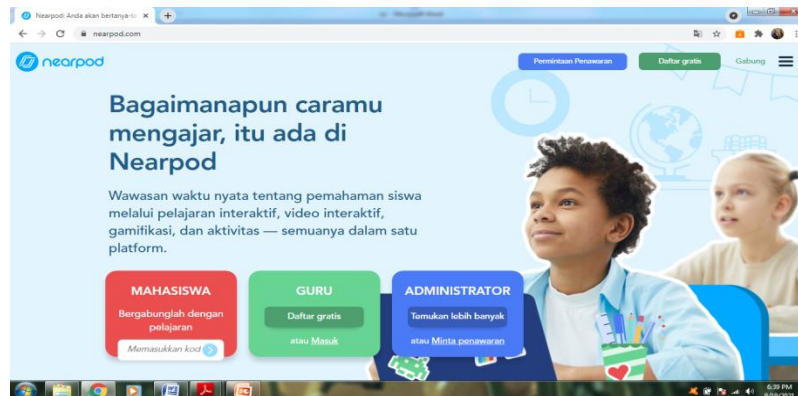 Nearpod: Anda akan bertanya-ta
nearpod.com
nearpod
Permintaan Penawaran
Daftar gratis
Gabung
Bagaimanapun caramu
mengajar, itu ada di
Nearpod
Wawasan waktu nyata tentang pemahaman siswa
melalui pelajaran interaktif, video interaktif,
gamifikasi, dan aktivitas — semuanya dalam satu
platform.
MAHASISWA
Bergabunglah dengan
pelajaran
Memasukkan kod
GURU
Daftar gratis
atau Masuk
ADMINISTRATOR
Temukan lebih banyak
atau Minta penawaran
6:39 PM